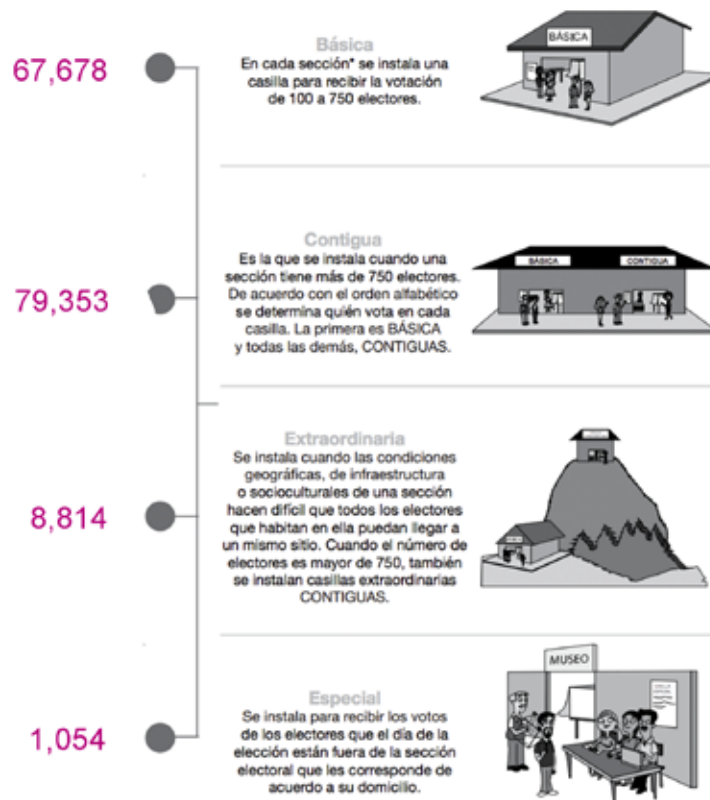 67,678
Básica
En cada sección* se instala una
casilla para recibir la votación
de 100 a 750 electores.
BÁSICA
79,353
Contigua
Es la que se instala cuando una
sección tiene más de 750 electores.
De acuerdo con el orden alfabético
se determina quién vota en cada
casilla. La primera es BÁSICA
y todas las demás, CONTIGUAS.
BÁSICA
CONTIGUA
8,814
Extraordinaria
Se instala cuando las condiciones
geográficas, de infraestructura
o socioculturales de una sección
hacen difícil que todos los electores
que habitan en ella puedan llegar a
un mismo sitio. Cuando el número de
electores es mayor de 750, también
se instalan casillas extraordinarias
CONTIGUAS.
1,054
Especial
Se instala para recibir los votos
de los electores que el día de la
elección están fuera de la sección
electoral que les corresponde de
acuerdo a su domicilio.
MUSEO